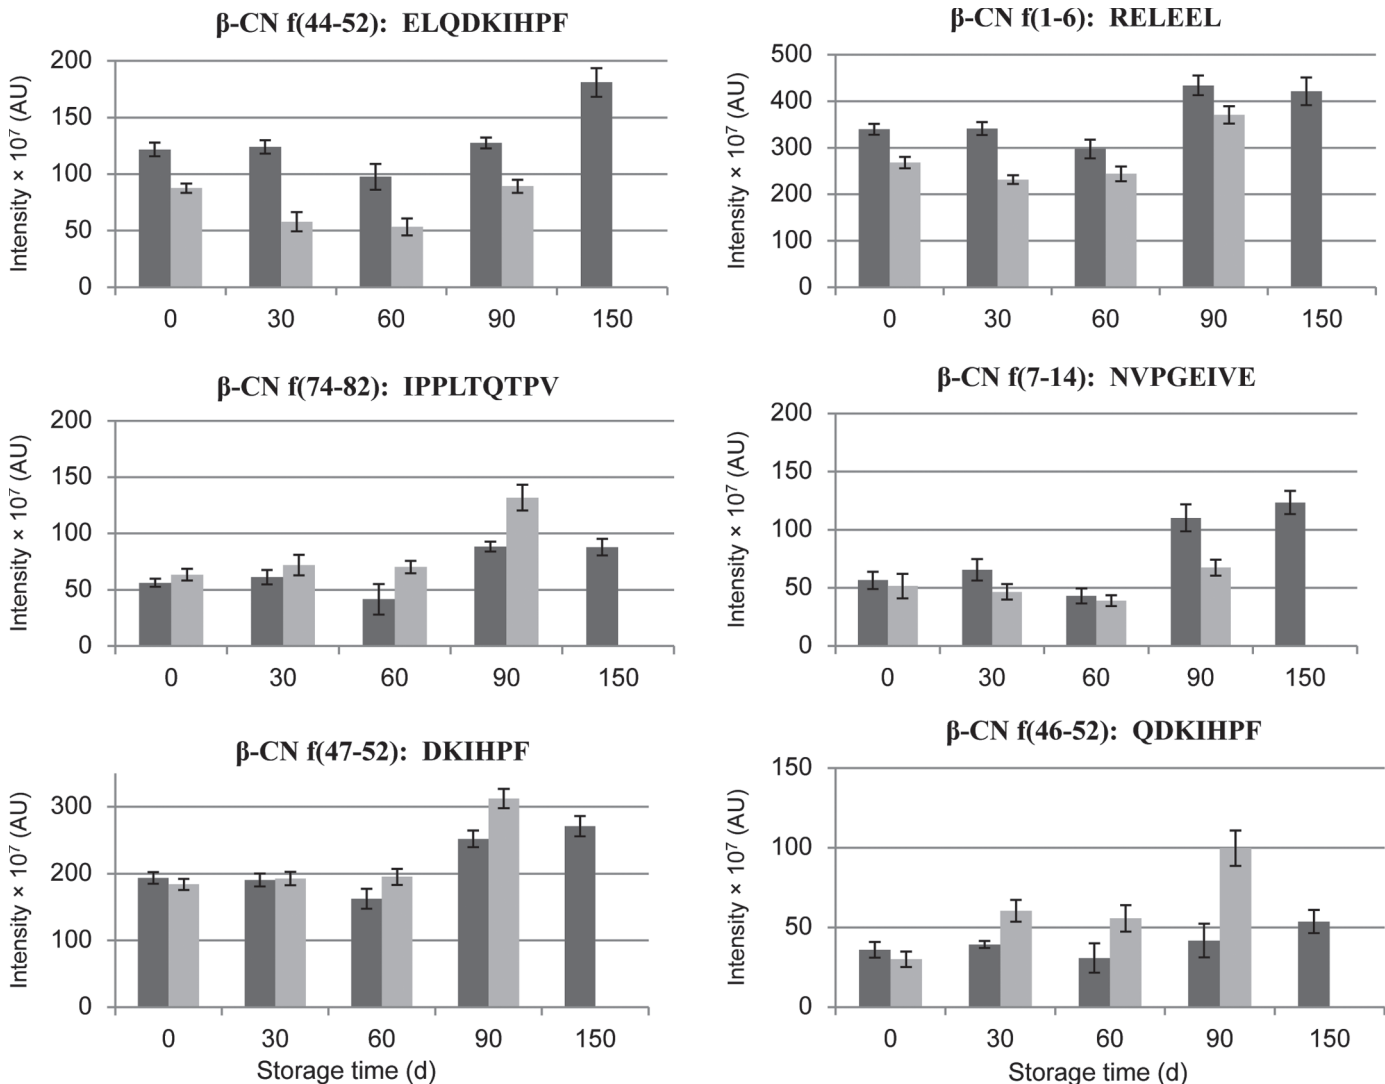 β-CN f(44-52): ELQDKIHPF
Intensity × 10⁷ (AU)
200
150
100
50
0
0 30 60 90 150
β-CN f(1-6): RELEEL
Intensity × 10⁷ (AU)
500
400
300
200
100
0
0 30 60 90 150
β-CN f(74-82): IPPLTQTPV
Intensity × 10⁷ (AU)
200
150
100
50
0
0 30 60 90 150
β-CN f(7-14): NVPGEIVE
Intensity × 10⁷ (AU)
200
150
100
50
0
0 30 60 90 150
β-CN f(47-52): DKIHPF
Intensity × 10⁷ (AU)
300
200
100
0
0 30 60 90 150
Storage time (d)
β-CN f(46-52): QDKIHPF
Intensity × 10⁷ (AU)
150
100
50
0
0 30 60 90 150
Storage time (d)